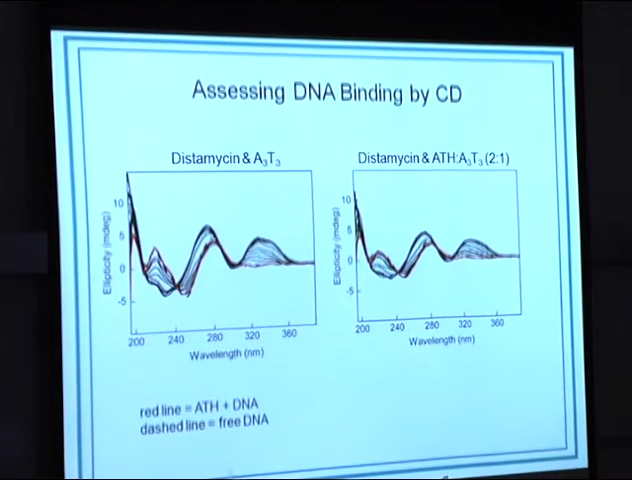 Assessing DNA Binding by CD
Distamycin & A₃T₃
Distamycin & ATH:A₃T₃ (2:1)
Ellipticity (mdeg)
10
5
0
-5
200 240 280 320 360
Wavelength (nm)
Ellipticity (mdeg)
10
5
0
-5
200 240 280 320 360
Wavelength (nm)
red line = ATH + DNA
dashed line = free DNA